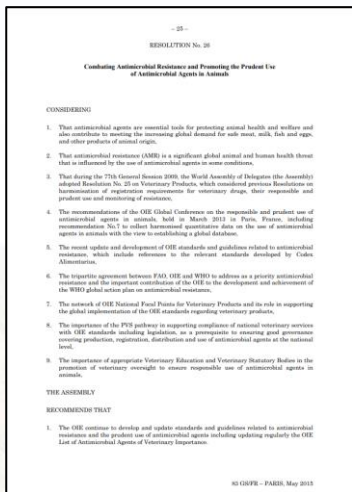 – 25 –
RESOLUTION No. 26
Combating Antimicrobial Resistance and Promoting the Prudent Use
of Antimicrobial Agents in Animals
CONSIDERING
1. That antimicrobial agents are essential tools for protecting animal health and welfare and
also contribute to meeting the increasing global demand for safe meat, milk, fish and eggs,
and other products of animal origin,
2. That antimicrobial resistance (AMR) is a significant global animal and human health threat
that is influenced by the use of antimicrobial agents in some conditions,
3. That during the 77th General Session 2009, the World Assembly of Delegates (the Assembly)
adopted Resolution No. 25 on Veterinary Products, which considered previous Resolutions on
harmonisation of registration requirements for veterinary drugs, their responsible and
prudent use and monitoring of resistance,
4. The recommendations of the OIE Global Conference on the responsible and prudent use of
antimicrobial agents in animals, held in March 2013 in Paris, France, including
recommendation No.7 to collect harmonised quantitative data on the use of antimicrobial
agents in animals with the view to establishing a global database,
5. The recent update and development of OIE standards and guidelines related to antimicrobial
resistance, which include references to the relevant standards developed by Codex
Alimentarius,
6. The tripartite agreement between FAO, OIE and WHO to address as a priority antimicrobial
resistance and the important contribution of the OIE to the development and achievement of
the WHO global action plan on antimicrobial resistance,
7. The network of OIE National Focal Points for Veterinary Products and its role in supporting
the global implementation of the OIE standards regarding veterinary products,
8. The importance of the PVS pathway in supporting compliance of national veterinary services
with OIE standards including legislation, as a prerequisite to ensuring good governance
covering production, registration, distribution and use of antimicrobial agents at the national
level,
9. The importance of appropriate Veterinary Education and Veterinary Statutory Bodies in the
promotion of veterinary oversight to ensure responsible use of antimicrobial agents in
animals.
THE ASSEMBLY
RECOMMENDS THAT
1. The OIE continue to develop and update standards and guidelines related to antimicrobial
resistance and the prudent use of antimicrobial agents including updating regularly the OIE
List of Antimicrobial Agents of Veterinary Importance.
83 GS/FR – PARIS, May 2015